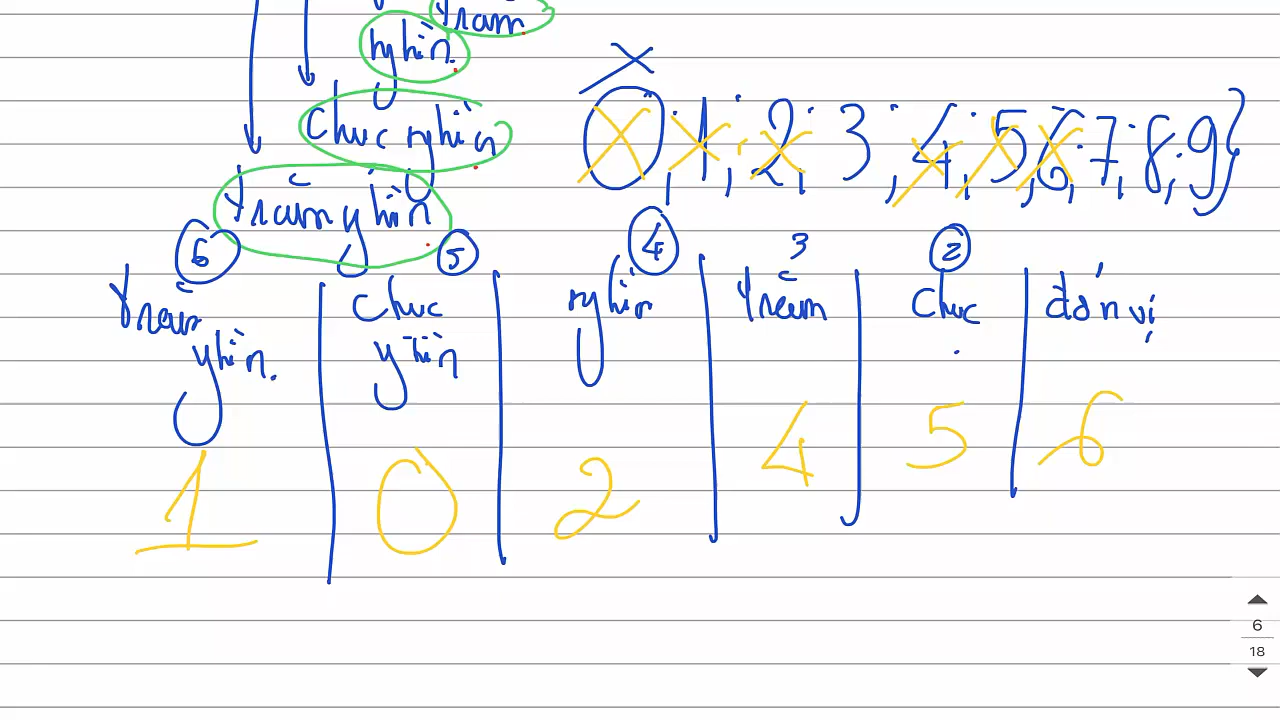 trăm
nghìn
chục nghìn
trăm nghìn
X
0; 1; 2; 3; 4; 5; 6; 7; 8; 9}
6 5 4 3 2 1
trăm nghìn. chục nghìn nghìn trăm chục đơn vị
1 0 2 4 5 6
6
18